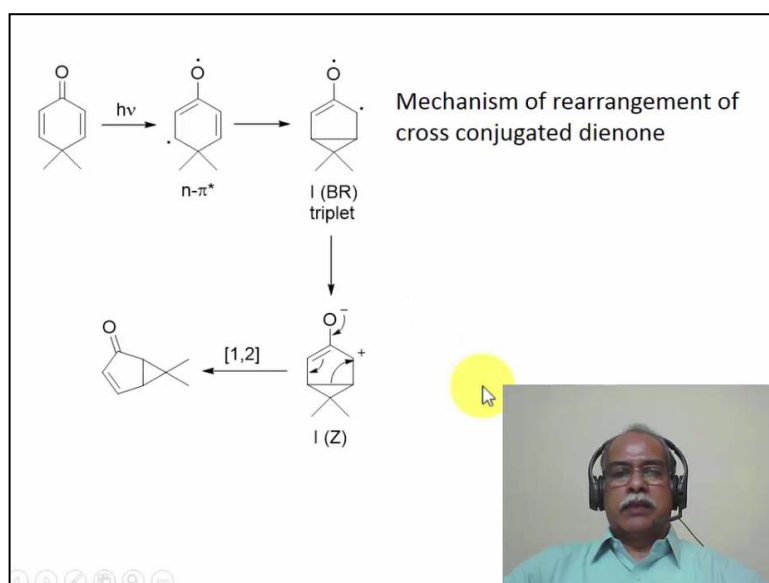 O
hν
O
n-π*
O
I (BR)
triplet
Mechanism of rearrangement of
cross conjugated dienone
O
[1,2]
O −
+
I (Z)